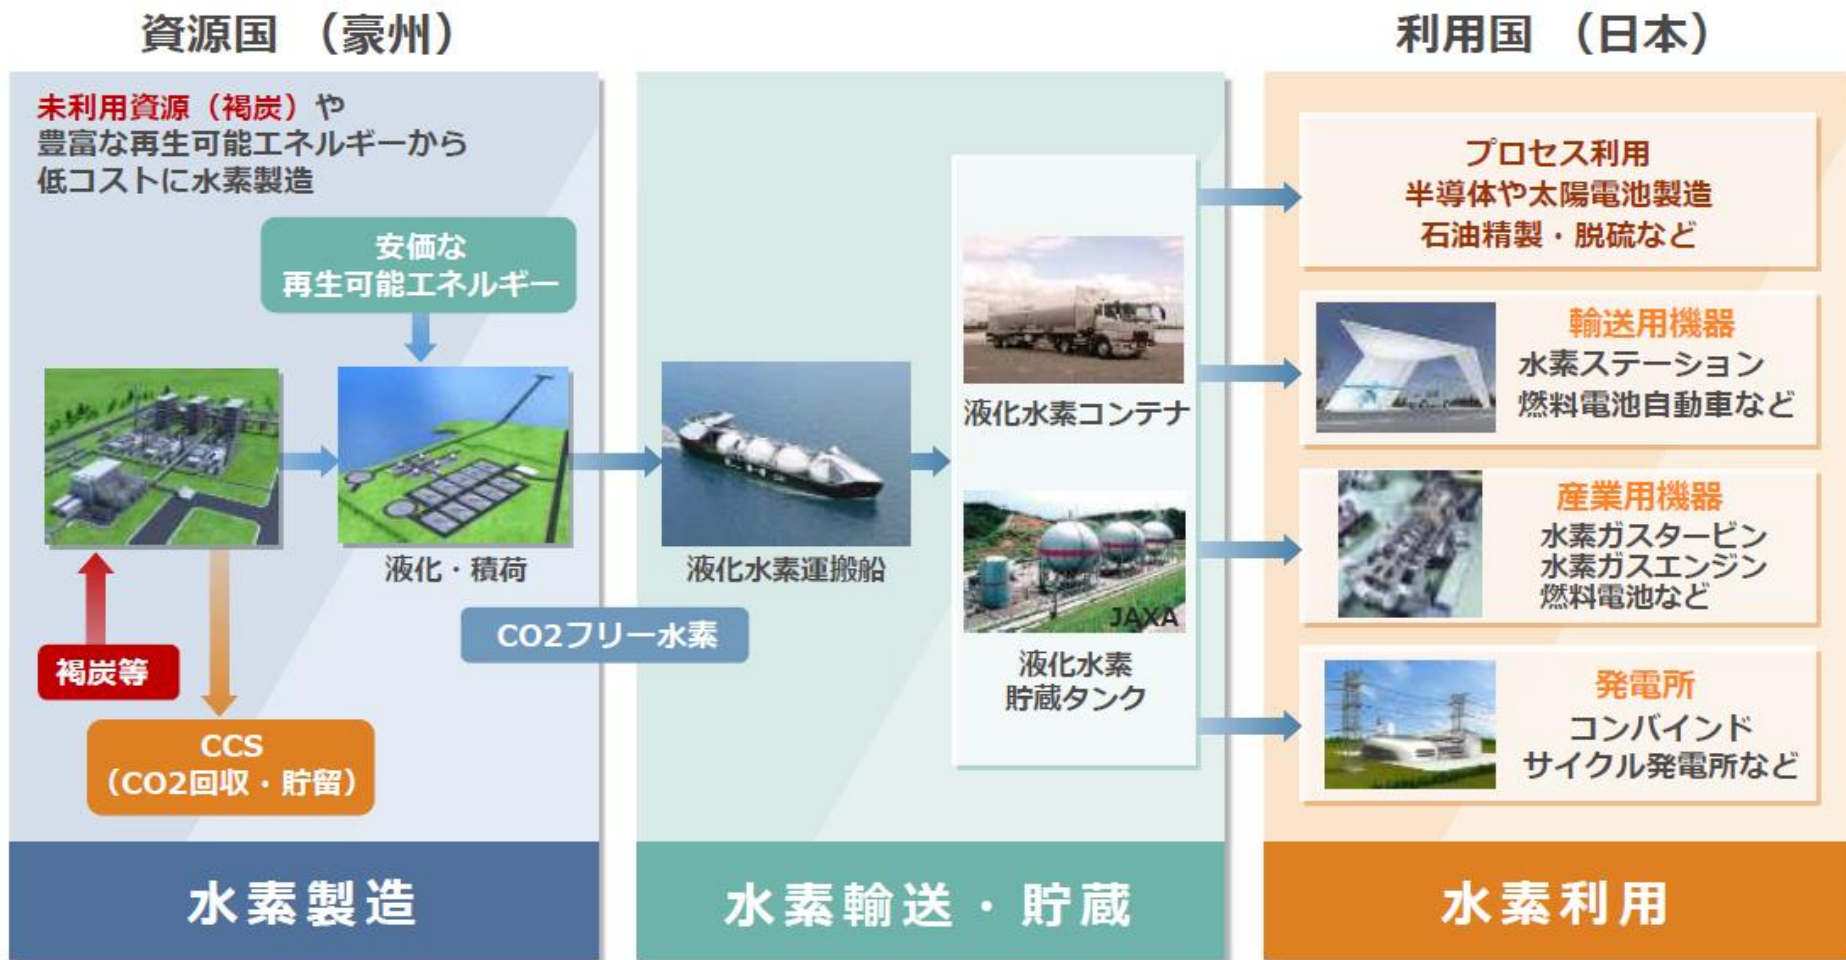 資源国 （豪州）
利用国 （日本）
未利用資源（褐炭）や
豊富な再生可能エネルギーから
低コストに水素製造
安価な
再生可能エネルギー
液化・積荷
褐炭等
CCS
（CO2回収・貯留）
水素製造
液化水素運搬船
CO2フリー水素
液化水素コンテナ
JAXA
液化水素
貯蔵タンク
水素輸送・貯蔵
プロセス利用
半導体や太陽電池製造
石油精製・脱硫など
輸送用機器
水素ステーション
燃料電池自動車など
産業用機器
水素ガスタービン
水素ガスエンジン
燃料電池など
発電所
コンバインド
サイクル発電所など
水素利用